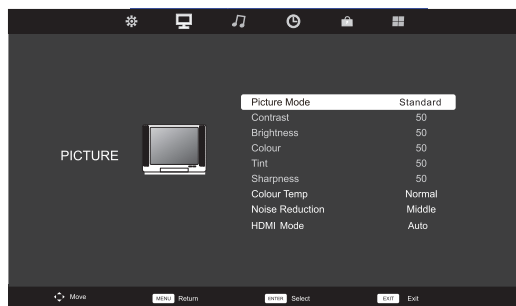 PICTURE
Picture Mode Standard
Contrast 50
Brightness 50
Colour 50
Tint 50
Sharpness 50
Colour Temp Normal
Noise Reduction Middle
HDMI Mode Auto
Move MENU Return ENTER Select EXIT Exit